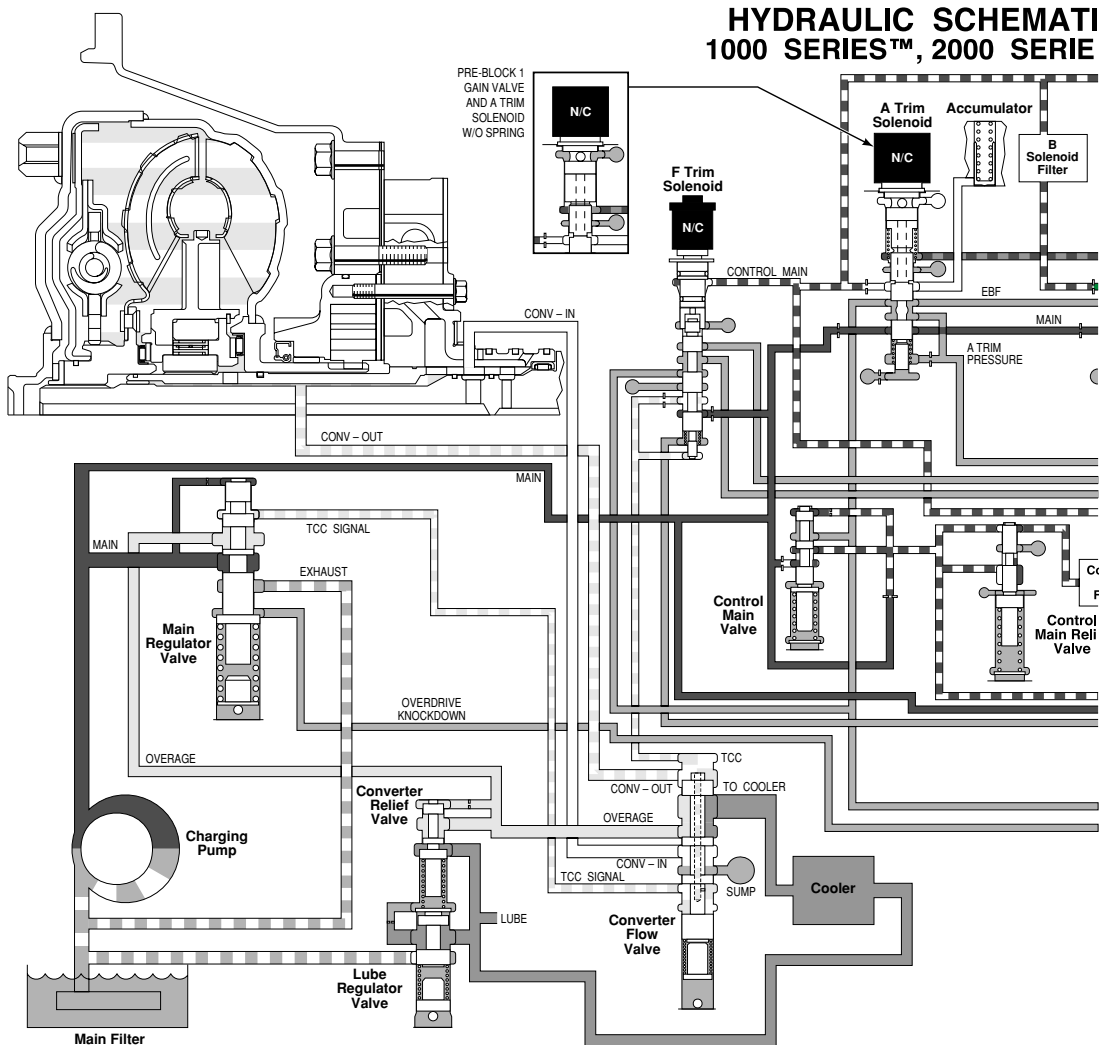 HYDRAULIC SCHEMATI
1000 SERIES™, 2000 SERIE
PRE-BLOCK 1
GAIN VALVE
AND A TRIM
SOLENOID
W/O SPRING
N/C
F Trim
Solenoid
N/C
A Trim
Solenoid
N/C
Accumulator
B
Solenoid
Filter
CONTROL MAIN
EBF
MAIN
A TRIM
PRESSURE
CONV – IN
CONV – OUT
MAIN
TCC SIGNAL
MAIN
EXHAUST
Main
Regulator
Valve
Control
Main
Valve
Co
F
Control
Main Reli
Valve
OVERDRIVE
KNOCKDOWN
OVERAGE
TCC
CONV – OUT
TO COOLER
Converter
Relief
Valve
OVERAGE
Charging
Pump
CONV – IN
TCC SIGNAL
SUMP
Cooler
LUBE
Converter
Flow
Valve
Lube
Regulator
Valve
Main Filter